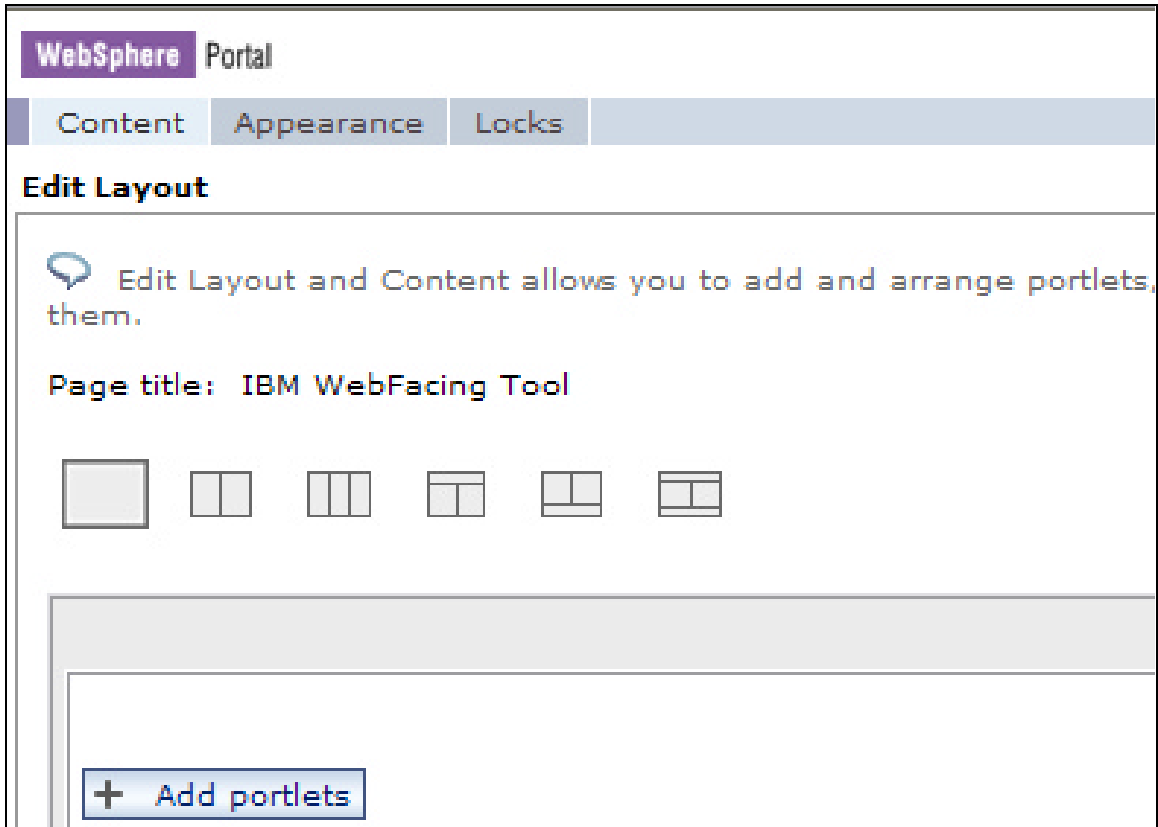 WebSphere Portal
Content Appearance Locks
Edit Layout
Edit Layout and Content allows you to add and arrange portlets,
them.
Page title: IBM WebFacing Tool
+ Add portlets